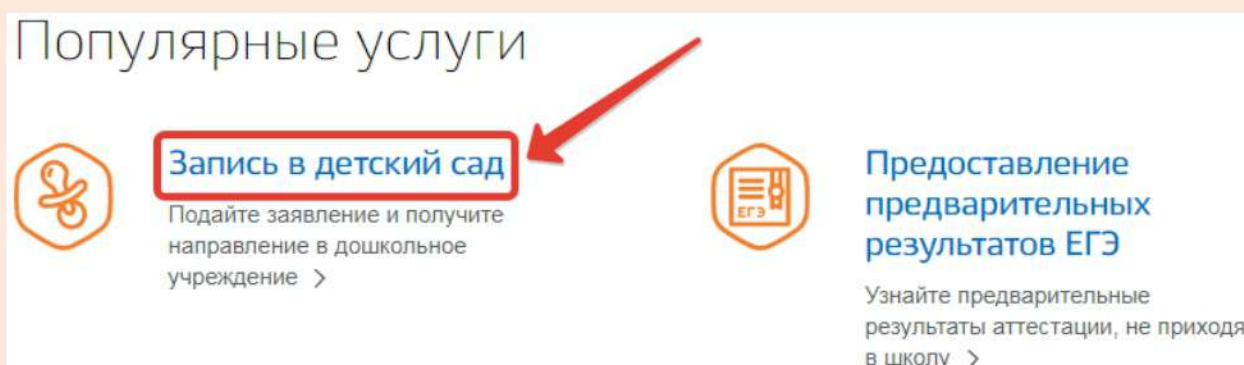 Популярные услуги
Запись в детский сад
Подайте заявление и получите
направление в дошкольное
учреждение >
ЕГЭ
Предоставление
предварительных
результатов ЕГЭ
Узнайте предварительные
результаты аттестации, не приходя
в школу >